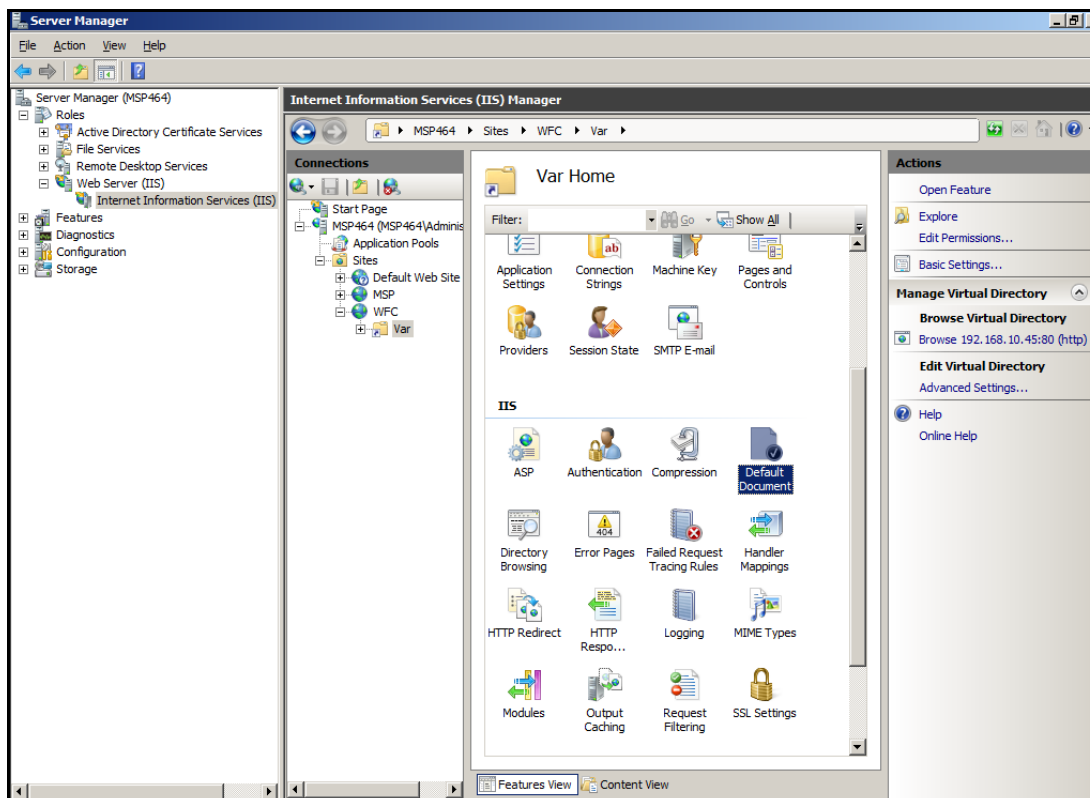 Server Manager
File Action View Help
Server Manager (MSP464)
Roles
Active Directory Certificate Services
File Services
Remote Desktop Services
Web Server (IIS)
Internet Information Services (IIS)
Features
Diagnostics
Configuration
Storage
Internet Information Services (IIS) Manager
MSP464 Sites WFC Var
Connections
Start Page
MSP464 (MSP464\Adminis
Application Pools
Sites
Default Web Site
MSP
WFC
Var
Var Home
Filter: Go Show All
ab
Application Settings
Connection Strings
Machine Key
Pages and Controls
Providers
Session State
SMTP E-mail
IIS
ASP
Authentication
Compression
Default Document
404
Directory Browsing
Error Pages
Failed Request Tracing Rules
Handler Mappings
HTTP Redirect
HTTP Respo...
Logging
MIME Types
Modules
Output Caching
Request Filtering
SSL Settings
Features View
Content View
Actions
Open Feature
Explore
Edit Permissions...
Basic Settings...
Manage Virtual Directory
Browse Virtual Directory
Browse 192.168.10.45:80 (http)
Edit Virtual Directory
Advanced Settings...
Help
Online Help